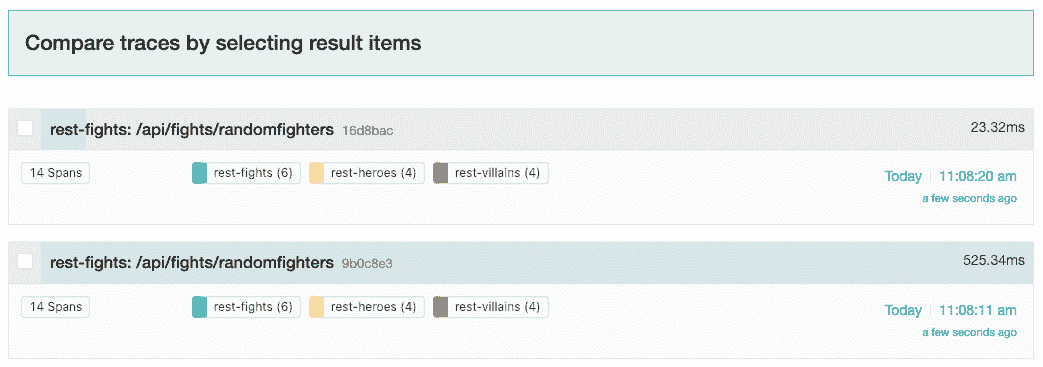 Compare traces by selecting result items
rest-fights: /api/fights/randomfighters 16d8bac 23.32ms
14 Spans rest-fights (6) rest-heroes (4) rest-villains (4) Today 11:08:20 am
a few seconds ago
rest-fights: /api/fights/randomfighters 9b0c8e3 525.34ms
14 Spans rest-fights (6) rest-heroes (4) rest-villains (4) Today 11:08:11 am
a few seconds ago